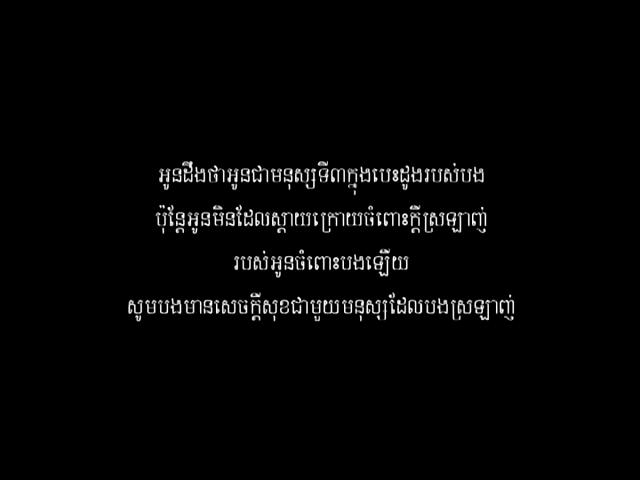 អូនដឹងថាអូនជាមនុស្សទី៣ក្នុងបេះដូងរបស់បង
ប៉ុន្តែអូនមិនដែលស្តាយក្រោយចំពោះក្តីស្រឡាញ់
របស់អូនចំពោះបងឡើយ
សូមបងមានសេចក្តីសុខជាមួយមនុស្សដែលបងស្រឡាញ់